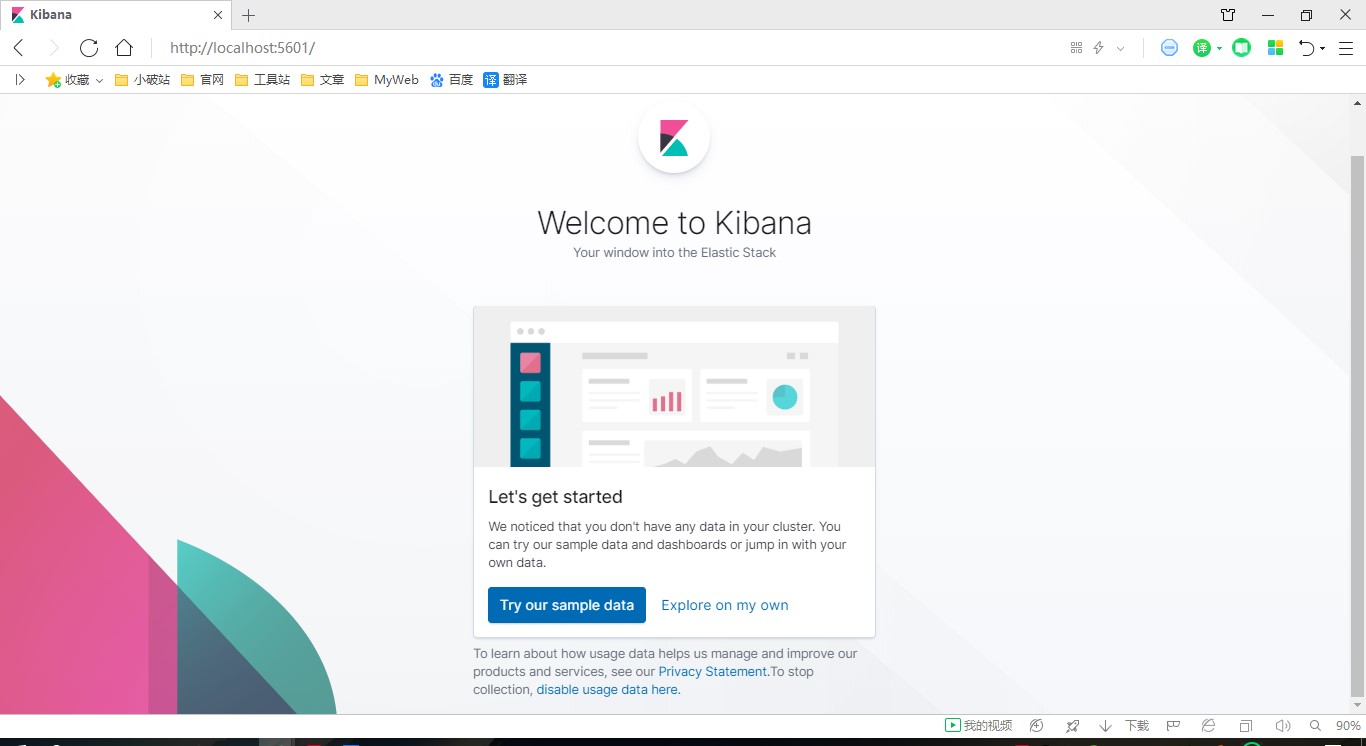 Kibana
http://localhost:5601/
译
收藏 小破站 官网 工具站 文章 MyWeb 百度 译 翻译
Welcome to Kibana
Your window into the Elastic Stack
Let's get started
We noticed that you don't have any data in your cluster. You
can try our sample data and dashboards or jump in with your
own data.
Try our sample data Explore on my own
To learn about how usage data helps us manage and improve our
products and services, see our Privacy Statement.To stop
collection, disable usage data here.
我的视频 下载 90%